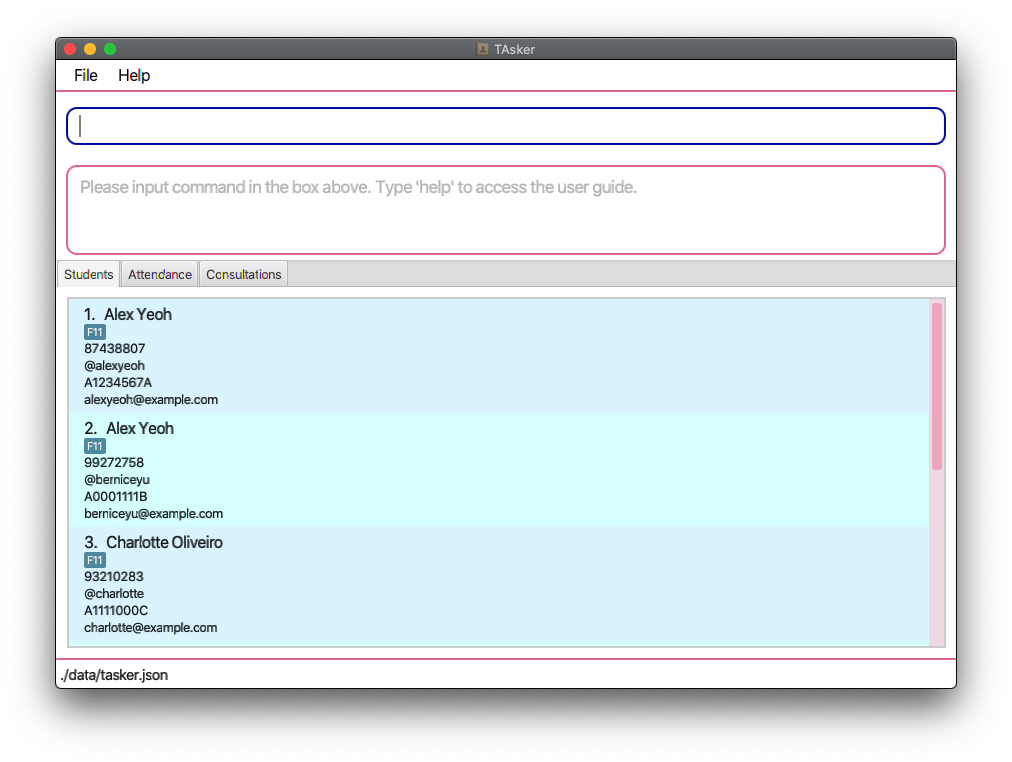 TAsker
File Help
Please input command in the box above. Type 'help' to access the user guide.
Students Attendance Consultations
1. Alex Yeoh
F11
87438807
@alexyeoh
A1234567A
alexyeoh@example.com
2. Alex Yeoh
F11
99272758
@berniceyu
A0001111B
berniceyu@example.com
3. Charlotte Oliveiro
F11
93210283
@charlotte
A1111000C
charlotte@example.com
./data/tasker.json